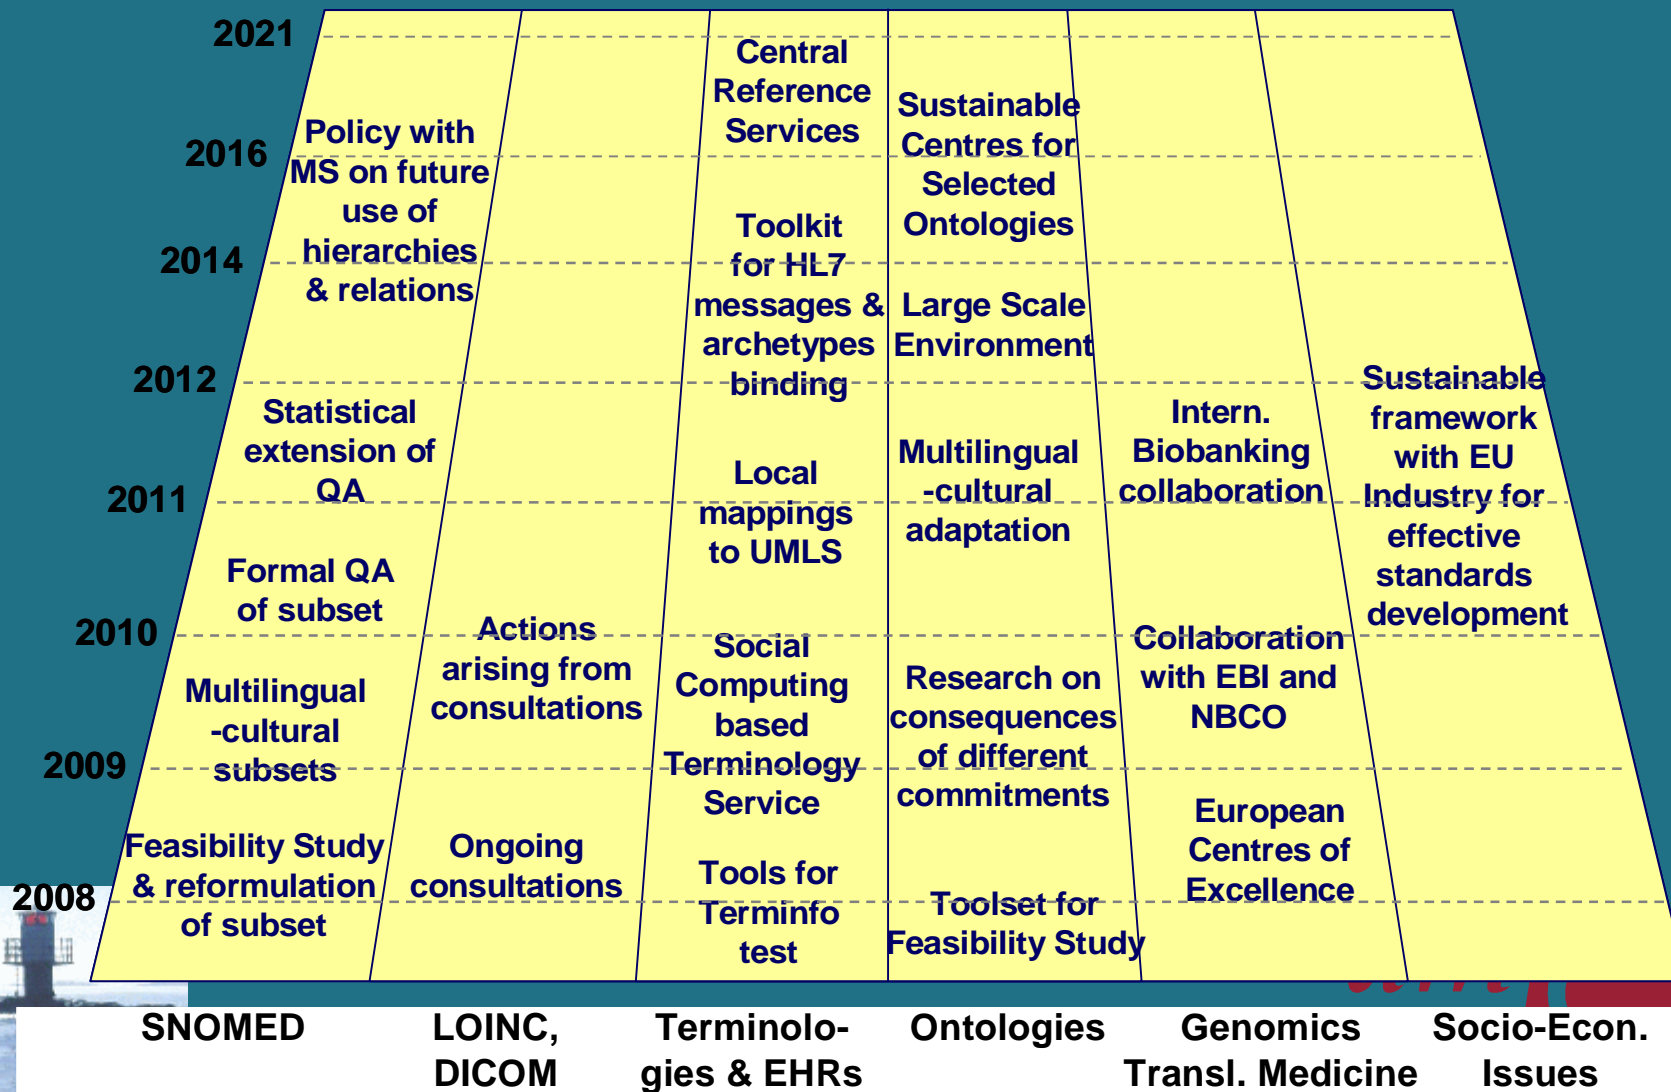 2021
2016
2014
2012
2011
2010
2009
2008
Policy with
MS on future
use of
hierarchies
& relations
Statistical
extension of
QA
Formal QA
of subset
Multilingual
-cultural
subsets
Feasibility Study
& reformulation
of subset
Actions
arising from
consultations
Ongoing
consultations
Central
Reference
Services
Toolkit
for HL7
messages &
archetypes
binding
Local
mappings
to UMLS
Social
Computing
based
Terminology
Service
Tools for
Terminfo
test
Sustainable
Centres for
Selected
Ontologies
Large Scale
Environment
Multilingual
-cultural
adaptation
Research on
consequences
of different
commitments
Toolset for
Feasibility Study
Intern.
Biobanking
collaboration
Collaboration
with EBI and
NBCO
European
Centres of
Excellence
Sustainable
framework
with EU
Industry for
effective
standards
development
SNOMED
LOINC,
DICOM
Terminolo-
gies & EHRs
Ontologies
Genomics
Transl. Medicine
Socio-Econ.
Issues